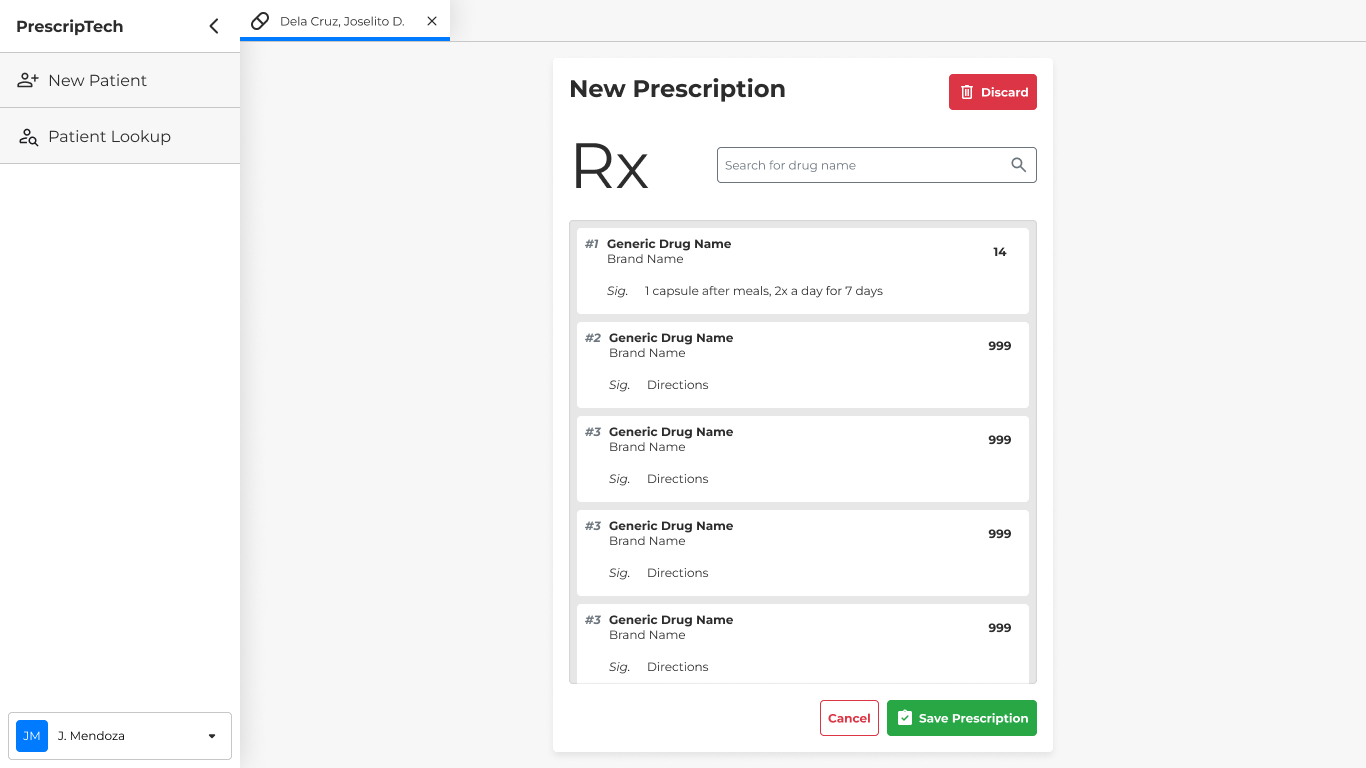 PrescripTech
New Patient
Patient Lookup
JM
J. Mendoza
Dela Cruz, Joselito D.
New Prescription
Discard
Rx
Search for drug name
#1 Generic Drug Name 14
Brand Name
Sig. 1 capsule after meals, 2x a day for 7 days
#2 Generic Drug Name 999
Brand Name
Sig. Directions
#3 Generic Drug Name 999
Brand Name
Sig. Directions
#3 Generic Drug Name 999
Brand Name
Sig. Directions
#3 Generic Drug Name 999
Brand Name
Sig. Directions
Cancel
Save Prescription